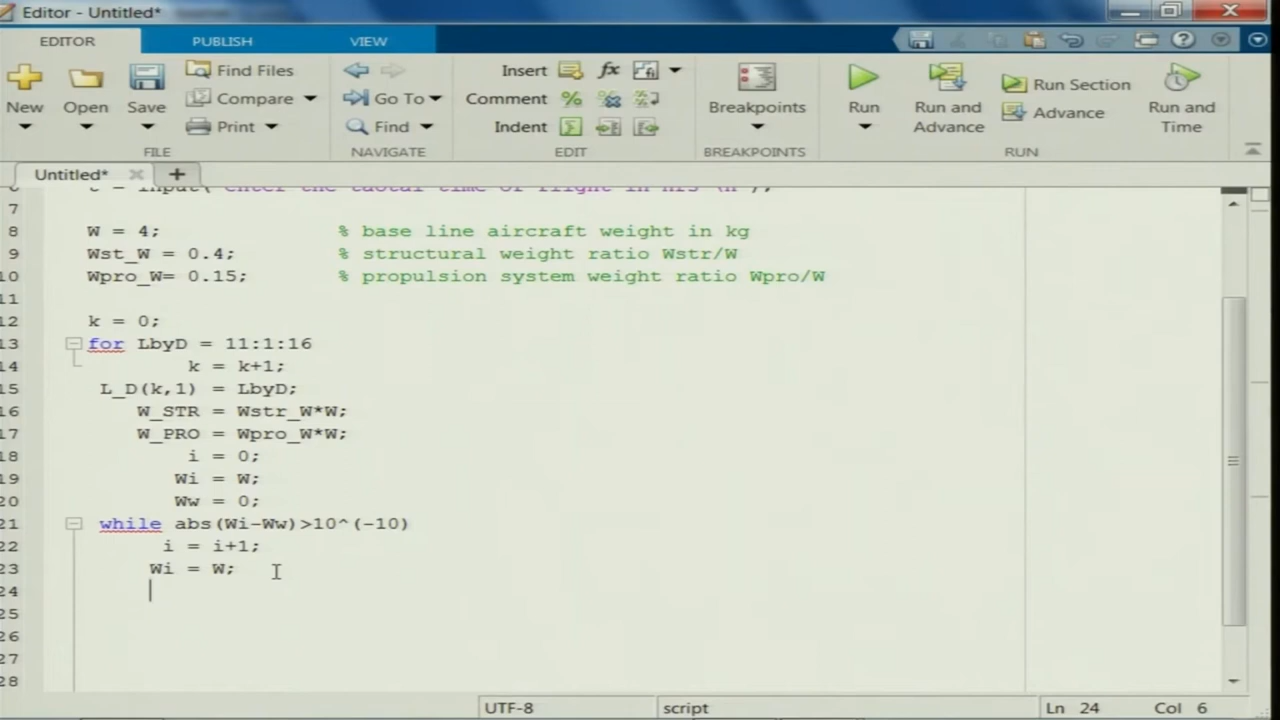 Editor - Untitled*
EDITOR PUBLISH VIEW
New Open Save Find Files Compare Print Go To Find Insert Comment Indent Breakpoints Run Run and Advance Run Section Advance Run and Time
FILE NAVIGATE EDIT BREAKPOINTS RUN
Untitled*
7
8 W = 4; % base line aircraft weight in kg
9 Wst_W = 0.4; % structural weight ratio Wstr/W
10 Wpro_W= 0.15; % propulsion system weight ratio Wpro/W
11
12 k = 0;
13 for LbyD = 11:1:16
14 k = k+1;
15 L_D(k,1) = LbyD;
16 W_STR = Wstr_W*W;
17 W_PRO = Wpro_W*W;
18 i = 0;
19 Wi = W;
20 Ww = 0;
21 while abs(Wi-Ww)>10^(-10)
22 i = i+1;
23 Wi = W;
24
25
26
27
28
UTF-8 script Ln 24 Col 6